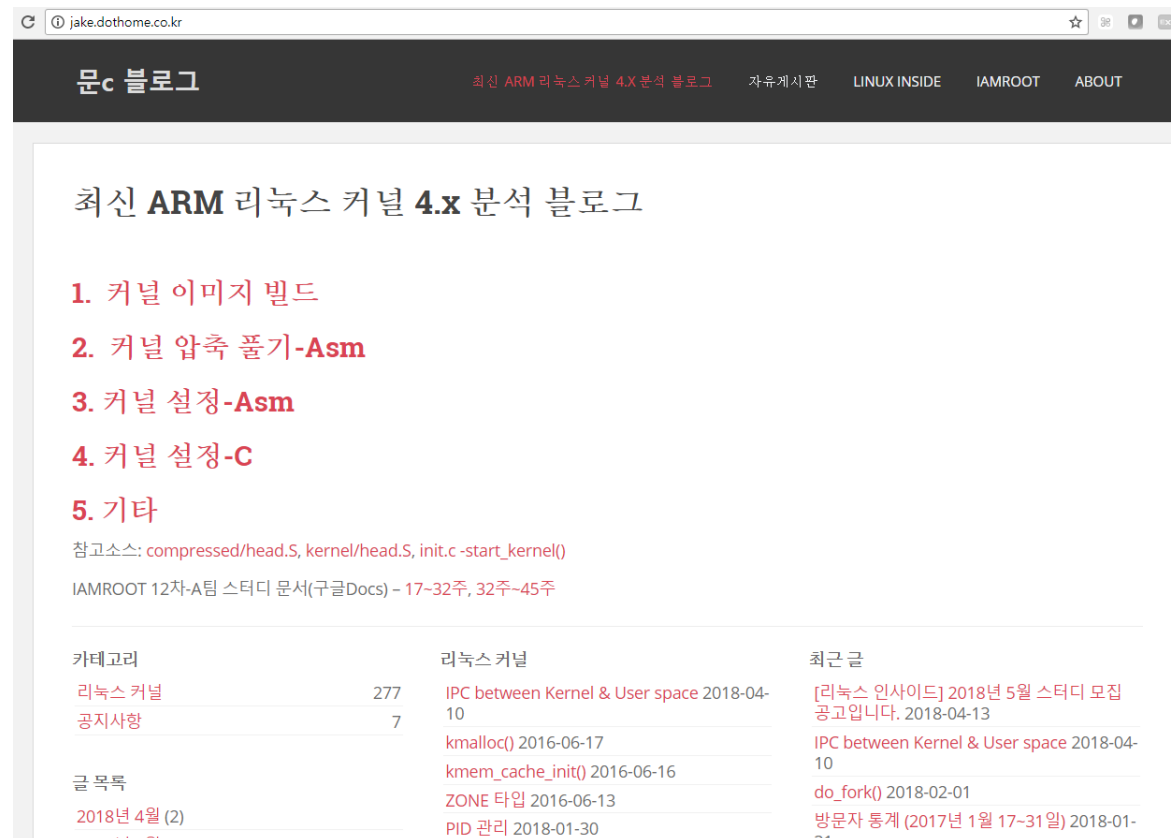 jake.dothome.co.kr
문c 블로그
최신 ARM 리눅스 커널 4.X 분석 블로그 자유게시판 LINUX INSIDE IAMROOT ABOUT
최신 ARM 리눅스 커널 4.x 분석 블로그
1. 커널 이미지 빌드
2. 커널 압축 풀기-Asm
3. 커널 설정-Asm
4. 커널 설정-C
5. 기타
참고소스: compressed/head.S, kernel/head.S, init.c -start_kernel()
IAMROOT 12차-A팀 스터디 문서(구글Docs) – 17~32주, 32주~45주
카테고리
리눅스 커널 277
공지사항 7
글 목록
2018년 4월 (2)
리눅스 커널
IPC between Kernel & User space 2018-04-
10
kmalloc() 2016-06-17
kmem_cache_init() 2016-06-16
ZONE 타입 2016-06-13
PID 관리 2018-01-30
최근 글
[리눅스 인사이드] 2018년 5월 스터디 모집
공고입니다. 2018-04-13
IPC between Kernel & User space 2018-04-
10
do_fork() 2018-02-01
방문자 통계 (2017년 1월 17~31일) 2018-01-